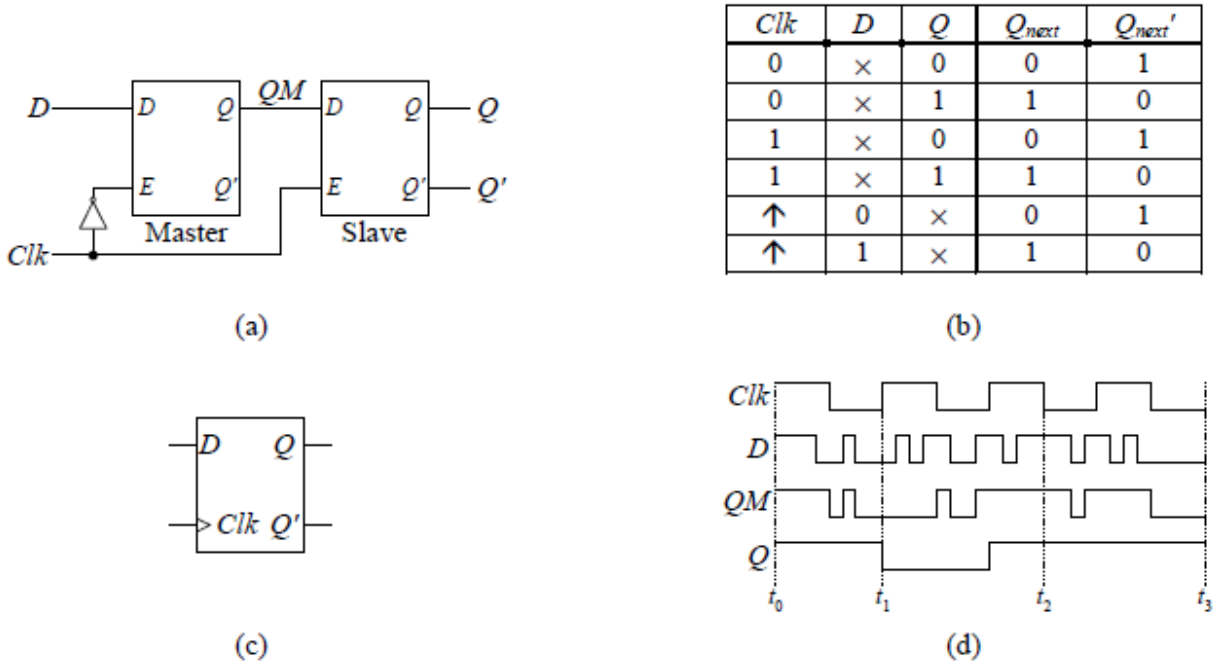 D
D
Q
QM
D
Q
Q
E
Q'
E
Q'
Q'
Master
Slave
Clk
(a)
Clk D Q Qnext Qnext'
0 × 0 0 1
0 × 1 1 0
1 × 0 0 1
1 × 1 1 0
↑ 0 × 0 1
↑ 1 × 1 0
(b)
D Q
Clk Q'
(c)
Clk
D
QM
Q
t0 t1 t2 t3
(d)